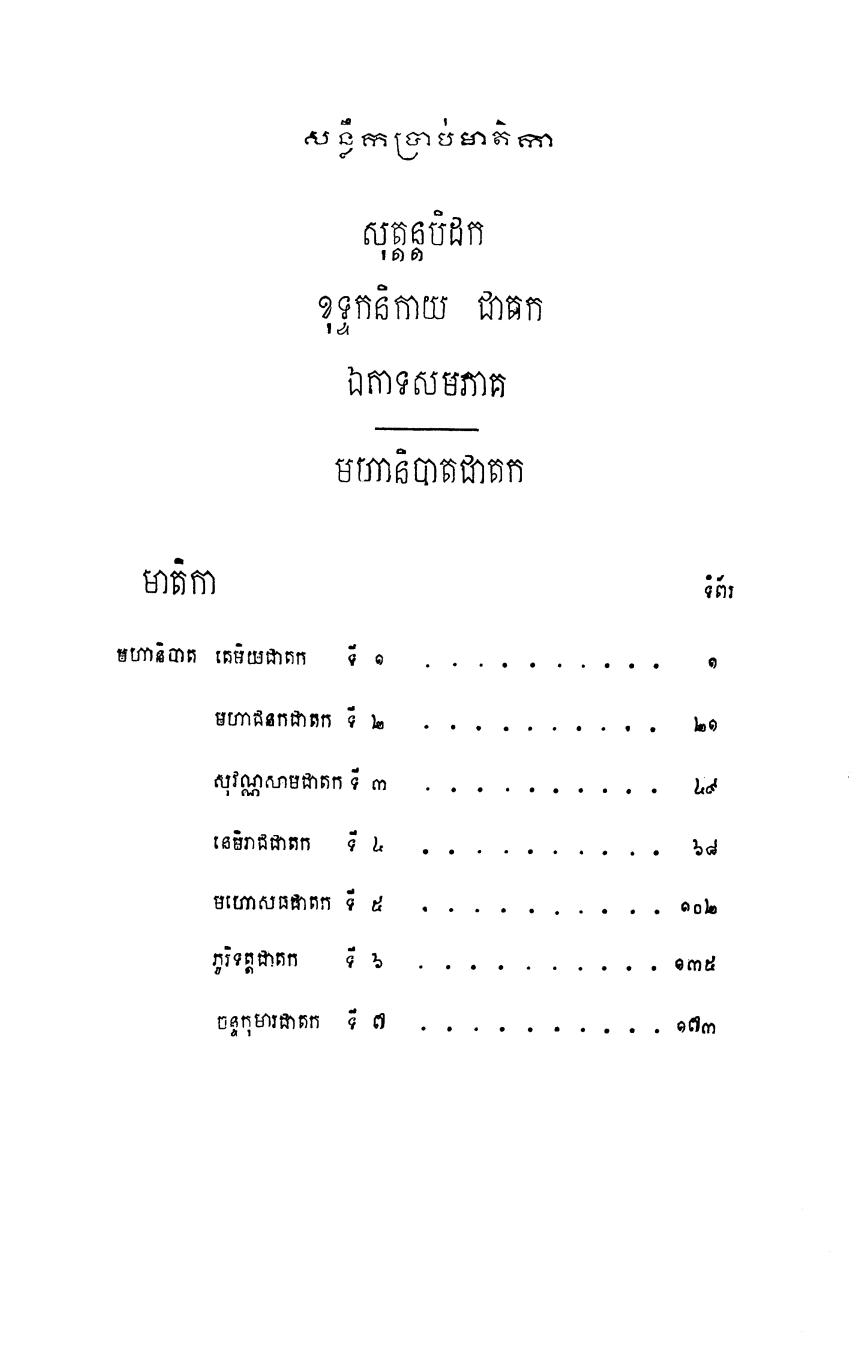 សន្លឹកប្រាប់មាតិកា
សុត្តន្តបិដក
ខុទ្ទកនិកាយ ជាតក
ឯកាទសមភាគ
មហានិបាតជាតក
មាតិកា ទំព័រ
មហានិបាត តេមិយជាតក ទី ១ . . . . . . . . . . ១
មហាជនកជាតក ទី ២ . . . . . . . . . . ២១
សុវណ្ណសាមជាតក ទី ៣ . . . . . . . . . . ៤៩
នេមិរាជជាតក ទី ៤ . . . . . . . . . . ៦៨
មហោសធជាតក ទី ៥ . . . . . . . . . . ១០២
ភូរិទត្តជាតក ទី ៦ . . . . . . . . . . ១៣៥
ចន្ទកុមារជាតក ទី ៧ . . . . . . . . . . ១៧៣